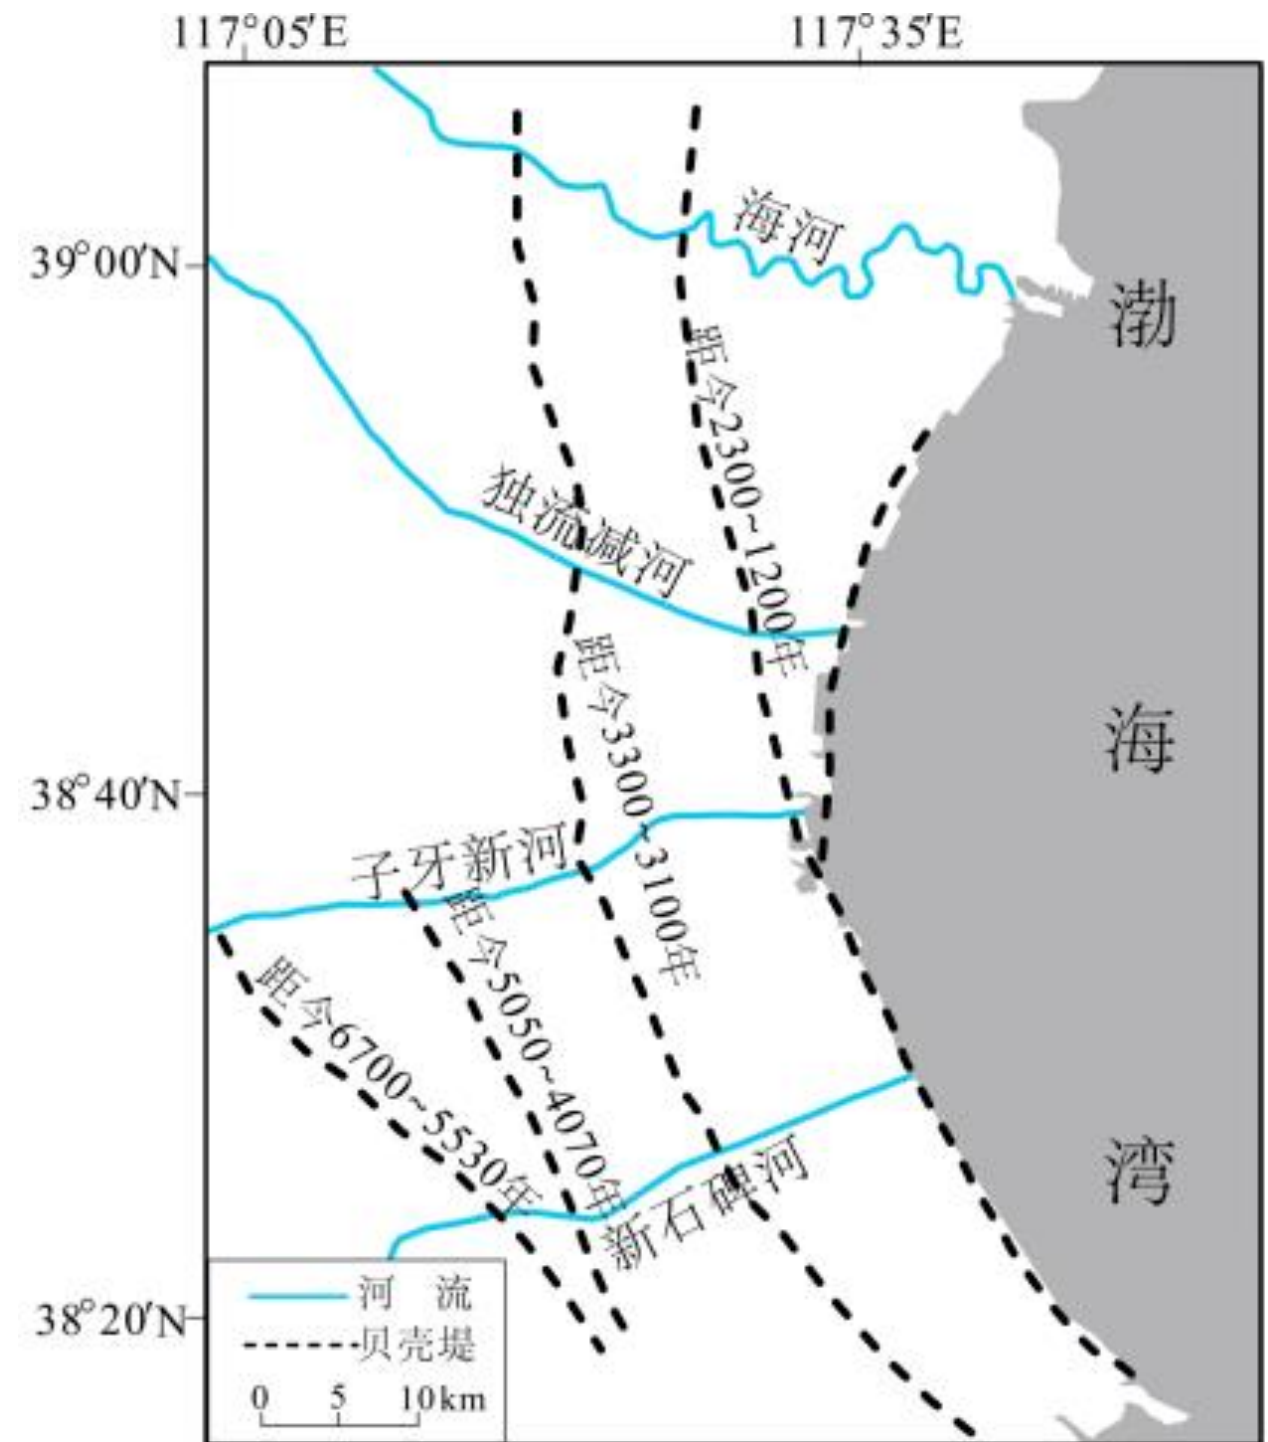 117°05′E
117°35′E
海河
39°00′N
渤
距今2300~1200年
独流减河
距今3300~3100年
海
38°40′N
子牙新河
距今5050~4070年
距今6700~5530年
湾
新石碑河
38°20′N
河 流
贝壳堤
0 5 10km